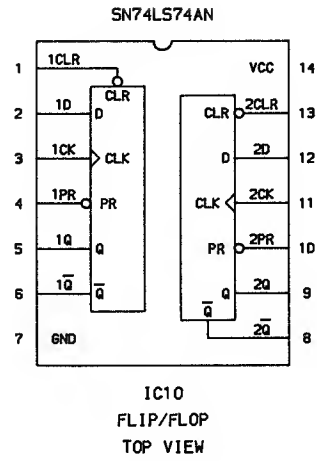 SN74LS74AN
1 1CLR CLR VCC 14
2 1D D CLR 2CLR 13
3 1CK CLK D 2D 12
4 1PR PR CLK 2CK 11
5 1Q Q PR 2PR 10
6 1Q̅ Q̅ Q 2Q 9
7 GND Q̅ 2Q̅ 8
IC10
FLIP/FLOP
TOP VIEW